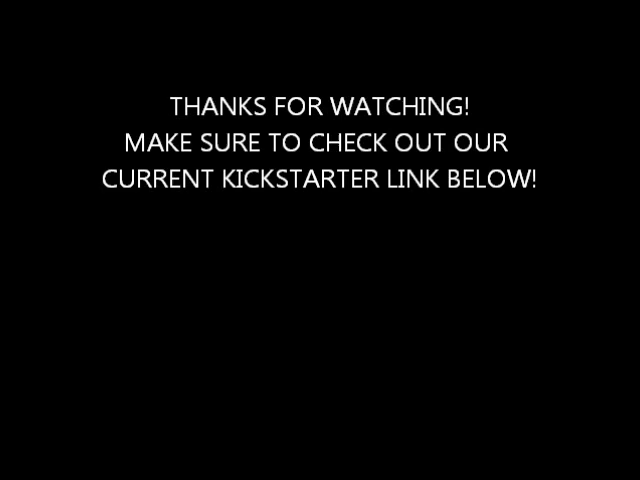 THANKS FOR WATCHING!
MAKE SURE TO CHECK OUT OUR
CURRENT KICKSTARTER LINK BELOW!